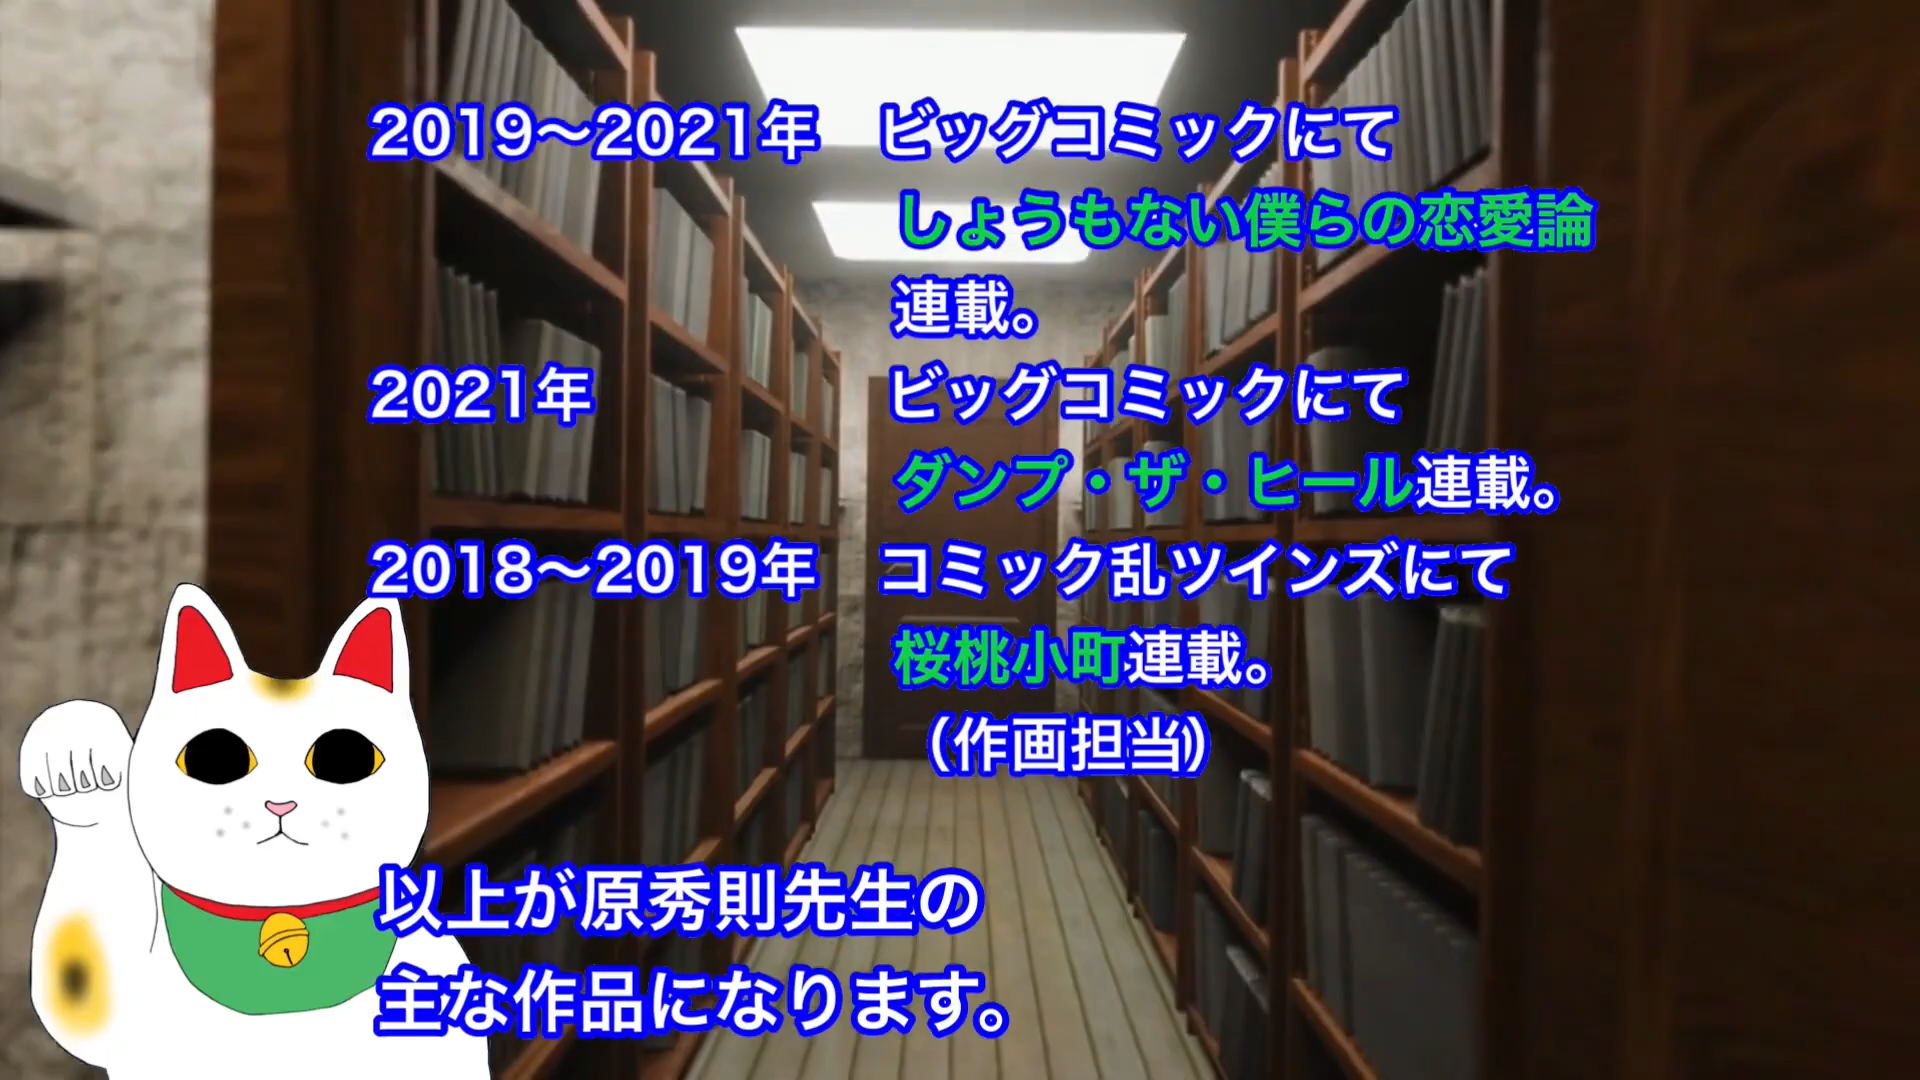 2019〜2021年　ビッグコミックにて
しょうもない僕らの恋愛論
連載。
2021年　ビッグコミックにて
ダンプ・ザ・ヒール連載。
2018〜2019年　コミック乱ツインズにて
桜桃小町連載。
（作画担当）
以上が原秀則先生の
主な作品になります。